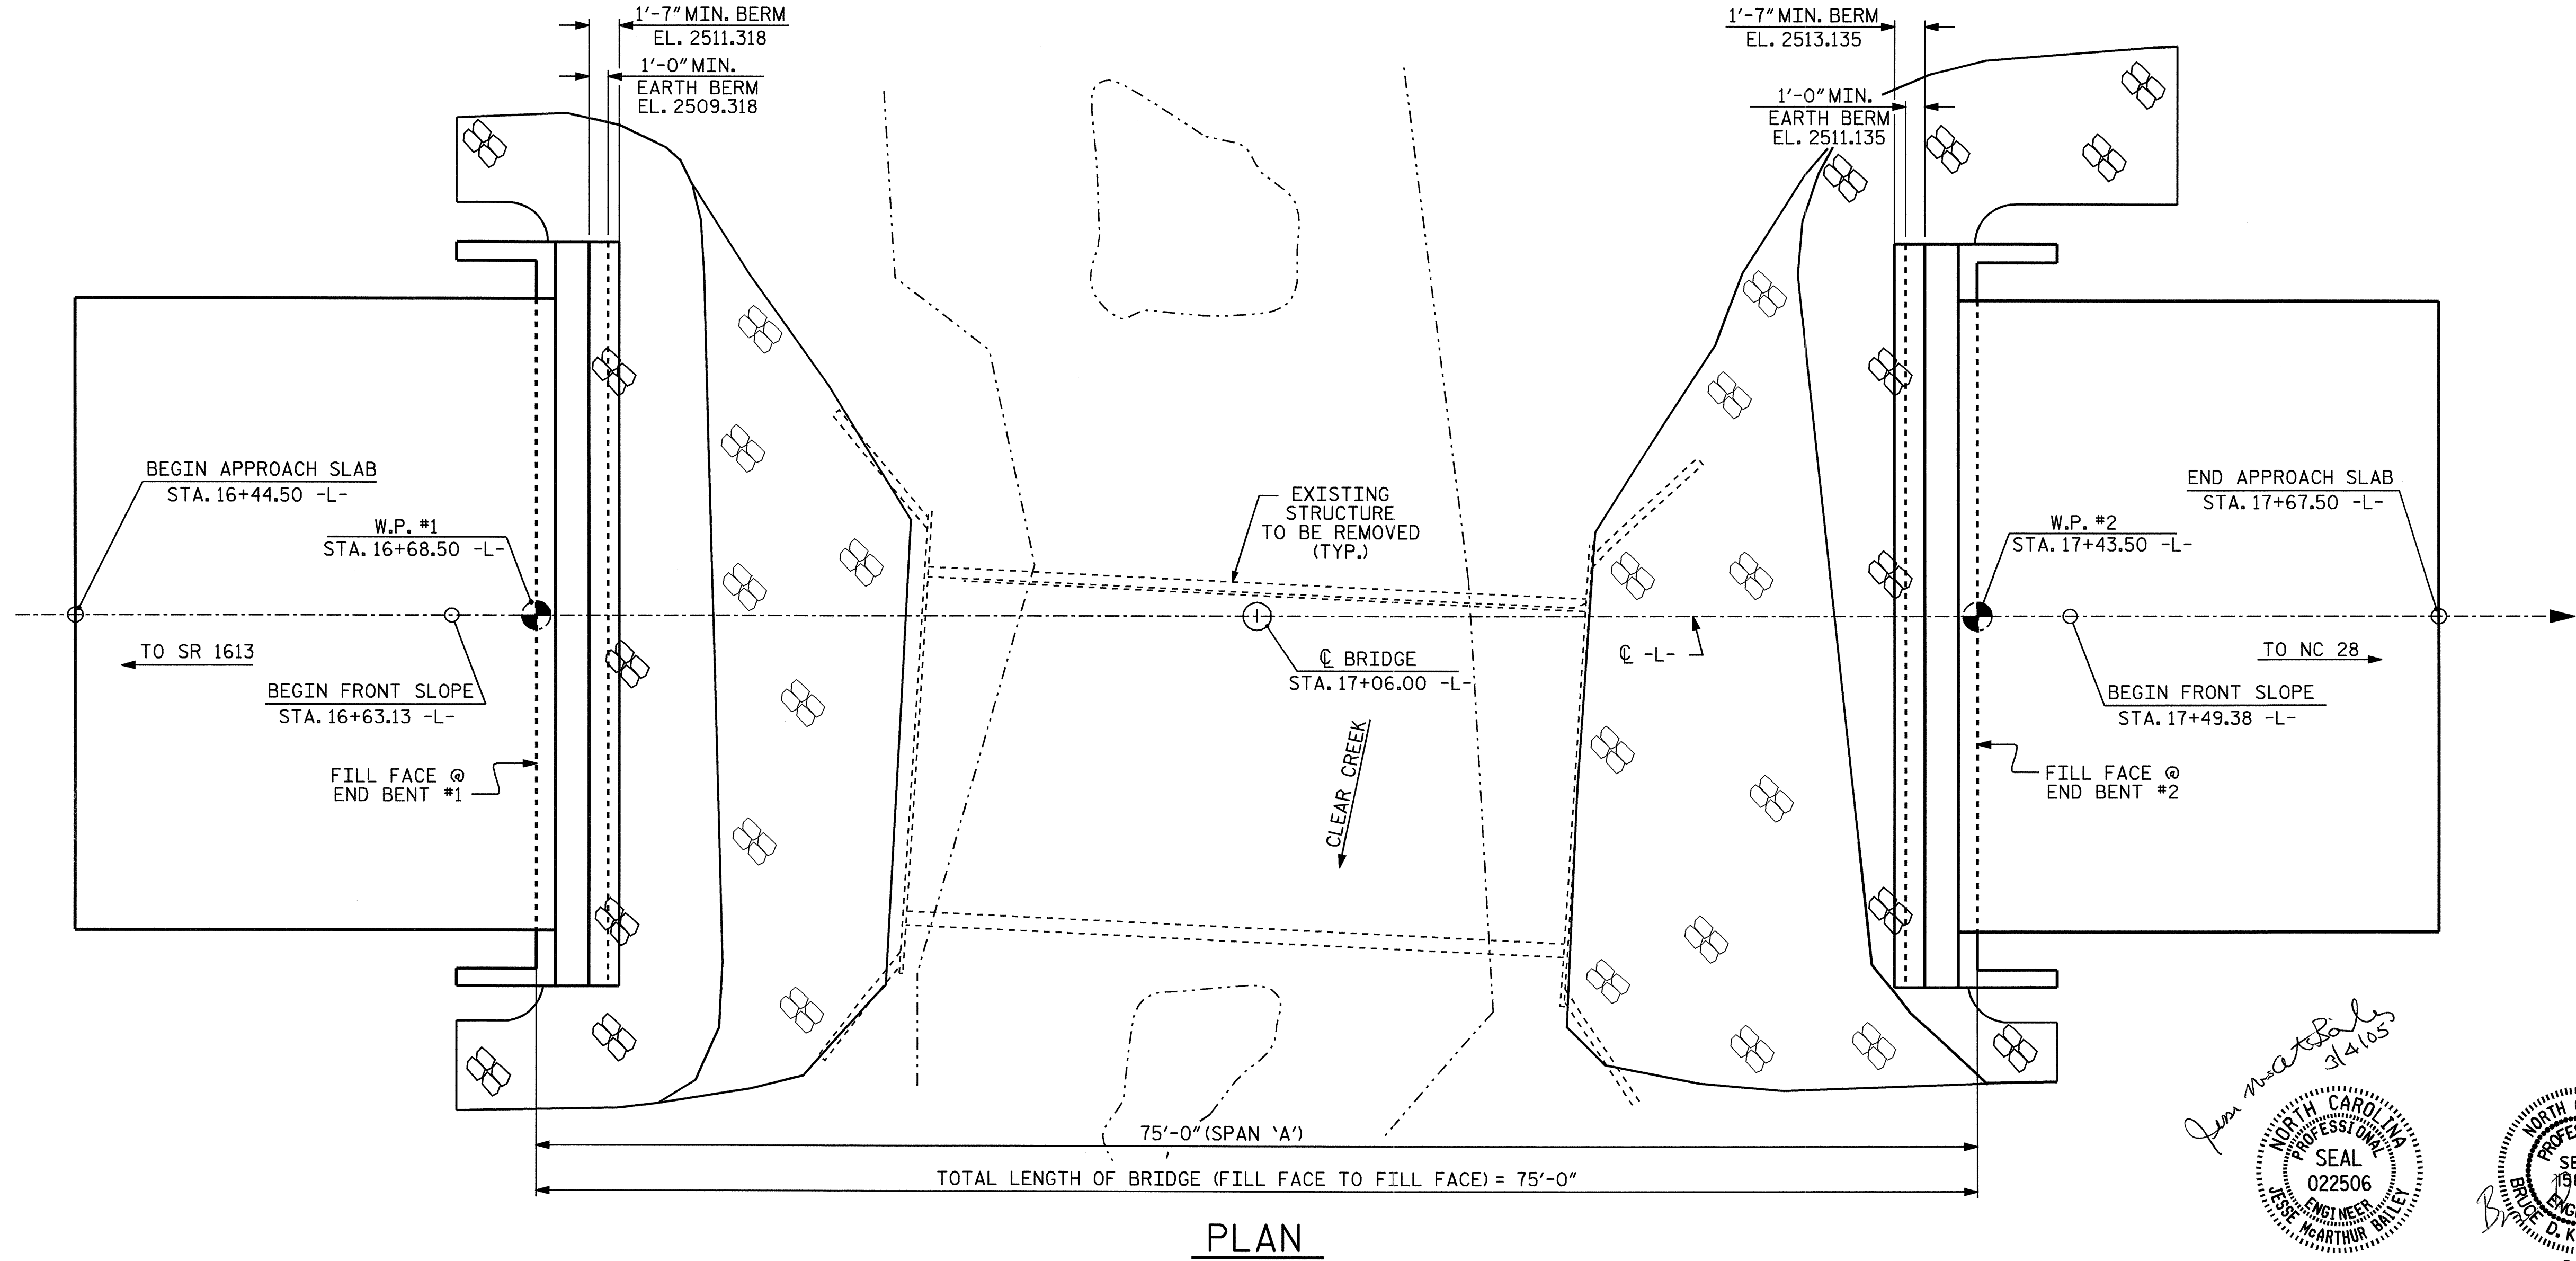 1'-7" MIN. BERM
EL. 2511.318
1'-0" MIN.
EARTH BERM
EL. 2509.318
1'-7" MIN. BERM
EL. 2513.135
1'-0" MIN.
EARTH BERM
EL. 2511.135
BEGIN APPROACH SLAB
STA. 16+44.50 -L-
W.P. #1
STA. 16+68.50 -L-
EXISTING
STRUCTURE
TO BE REMOVED
(TYP.)
END APPROACH SLAB
STA. 17+67.50 -L-
W.P. #2
STA. 17+43.50 -L-
TO SR 1613
BEGIN FRONT SLOPE
STA. 16+63.13 -L-
℄ BRIDGE
STA. 17+06.00 -L-
℄ -L-
TO NC 28
BEGIN FRONT SLOPE
STA. 17+49.38 -L-
FILL FACE @
END BENT #1
CLEAR CREEK
FILL FACE @
END BENT #2
75'-0" (SPAN 'A')
TOTAL LENGTH OF BRIDGE (FILL FACE TO FILL FACE) = 75'-0"
PLAN
3/4/05
NORTH CAROLINA
PROFESSIONAL
SEAL
022506
ENGINEER
JESSE McARTHUR BAILEY
NORTH
BRUCE D.